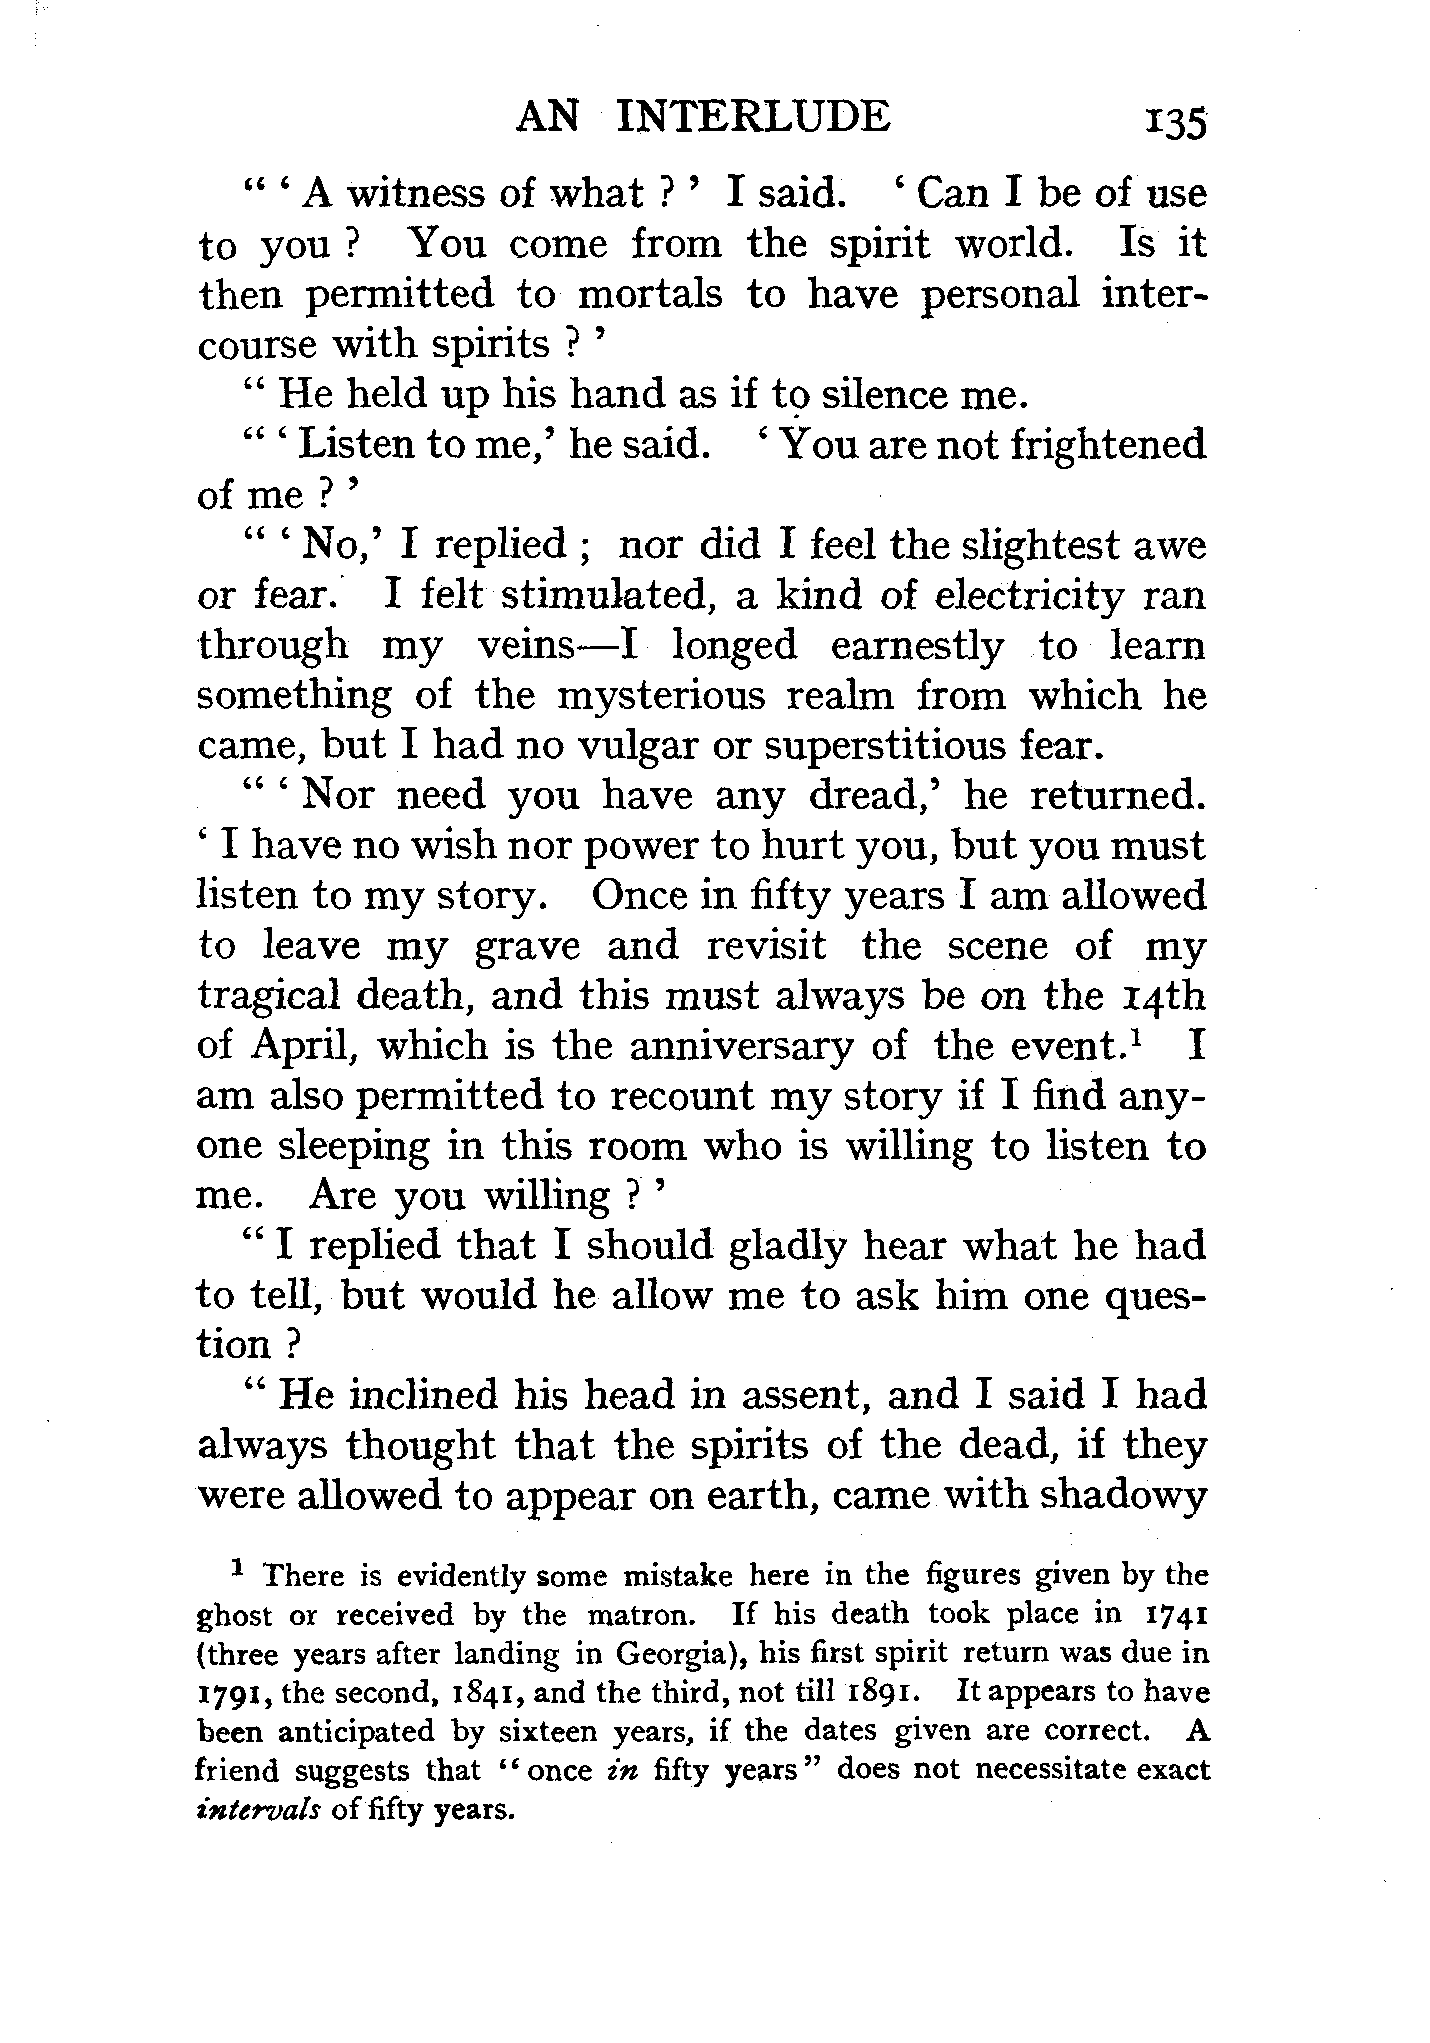 AN INTERLUDE 135
" ' A witness of what ? ' I said. ' Can I be of use
to you ? You come from the spirit world. Is it
then permitted to mortals to have personal inter-
course with spirits ? '
" He held up his hand as if to silence me.
" ' Listen to me,' he said. ' You are not frightened
of me ? '
" ' No,' I replied ; nor did I feel the slightest awe
or fear. I felt stimulated, a kind of electricity ran
through my veins—I longed earnestly to learn
something of the mysterious realm from which he
came, but I had no vulgar or superstitious fear.
" ' Nor need you have any dread,' he returned.
' I have no wish nor power to hurt you, but you must
listen to my story. Once in fifty years I am allowed
to leave my grave and revisit the scene of my
tragical death, and this must always be on the 14th
of April, which is the anniversary of the event.¹ I
am also permitted to recount my story if I find any-
one sleeping in this room who is willing to listen to
me. Are you willing ? '
" I replied that I should gladly hear what he had
to tell, but would he allow me to ask him one ques-
tion ?
" He inclined his head in assent, and I said I had
always thought that the spirits of the dead, if they
were allowed to appear on earth, came with shadowy
¹ There is evidently some mistake here in the figures given by the
ghost or received by the matron. If his death took place in 1741
(three years after landing in Georgia), his first spirit return was due in
1791, the second, 1841, and the third, not till 1891. It appears to have
been anticipated by sixteen years, if the dates given are correct. A
friend suggests that "once in fifty years" does not necessitate exact
intervals of fifty years.